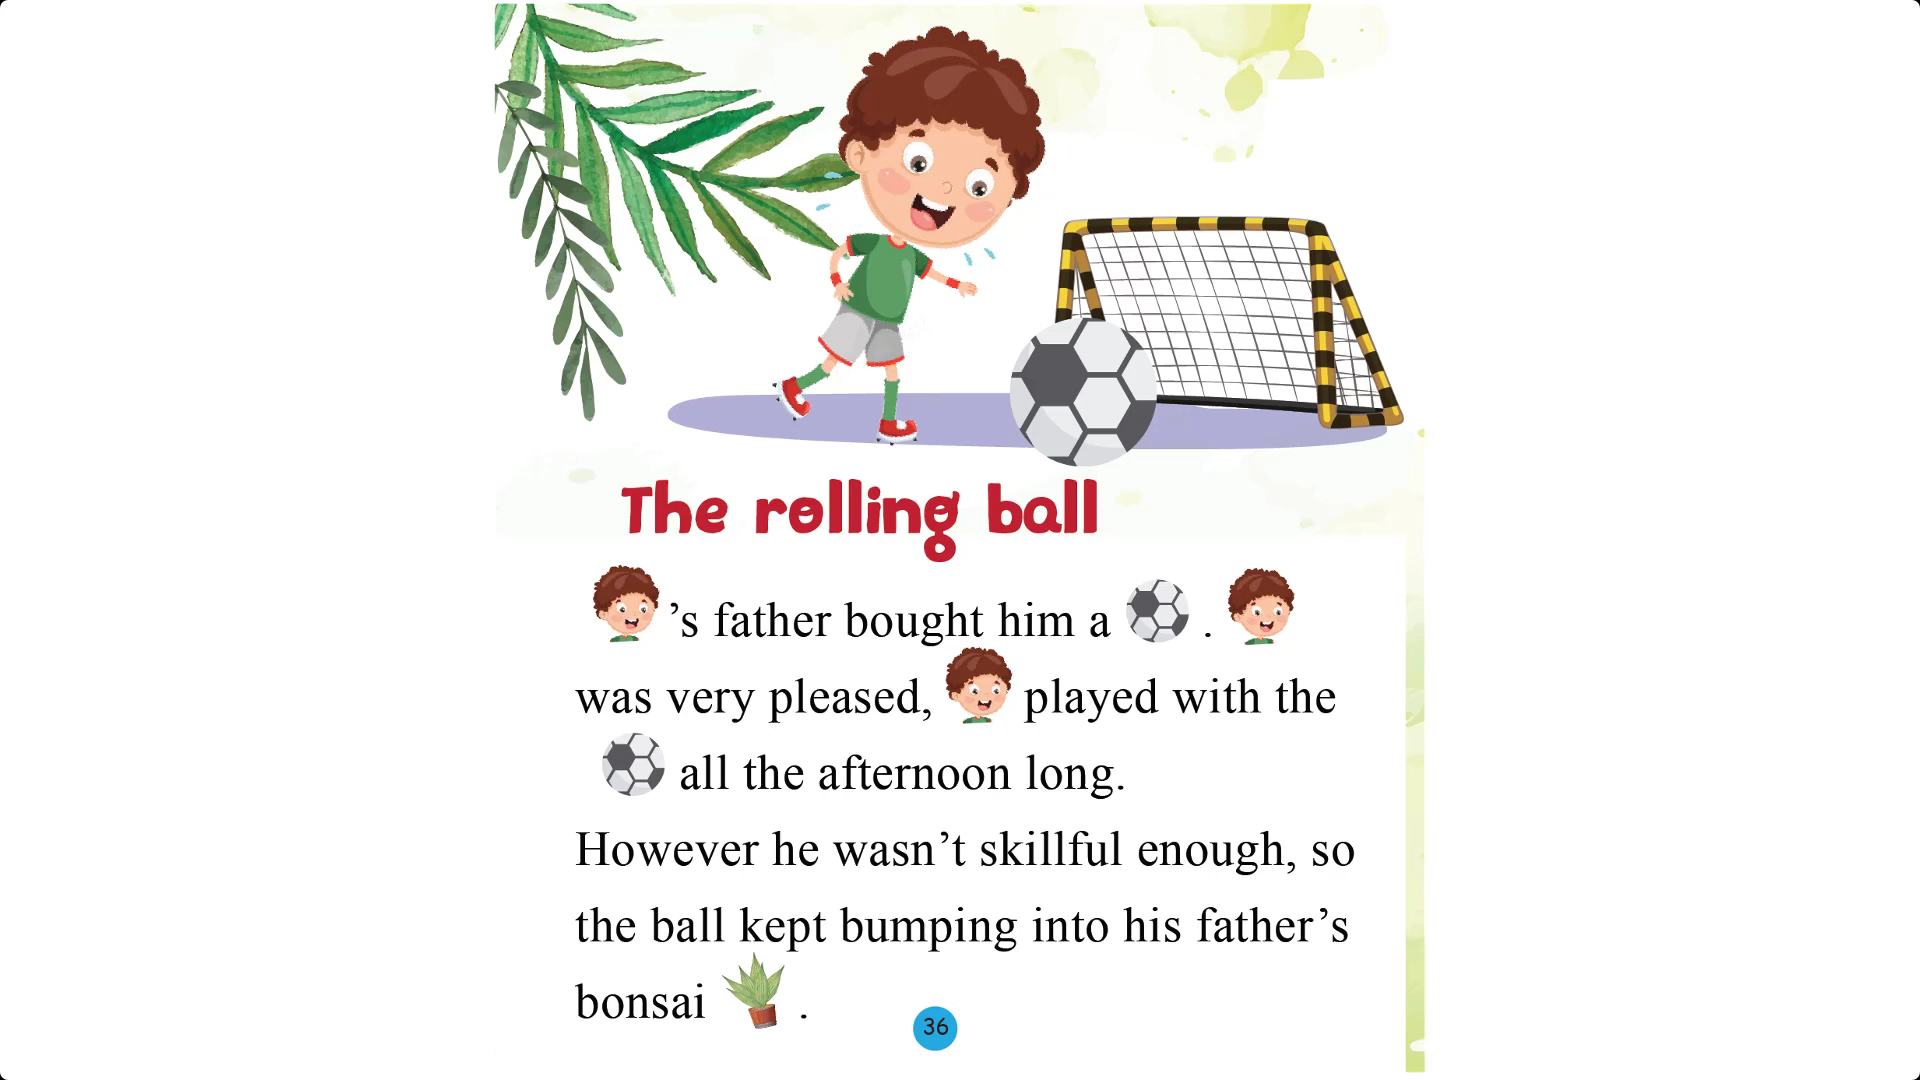 The rolling ball
’s father bought him a .
was very pleased, played with the
all the afternoon long.
However he wasn’t skillful enough, so
the ball kept bumping into his father’s
bonsai .
36